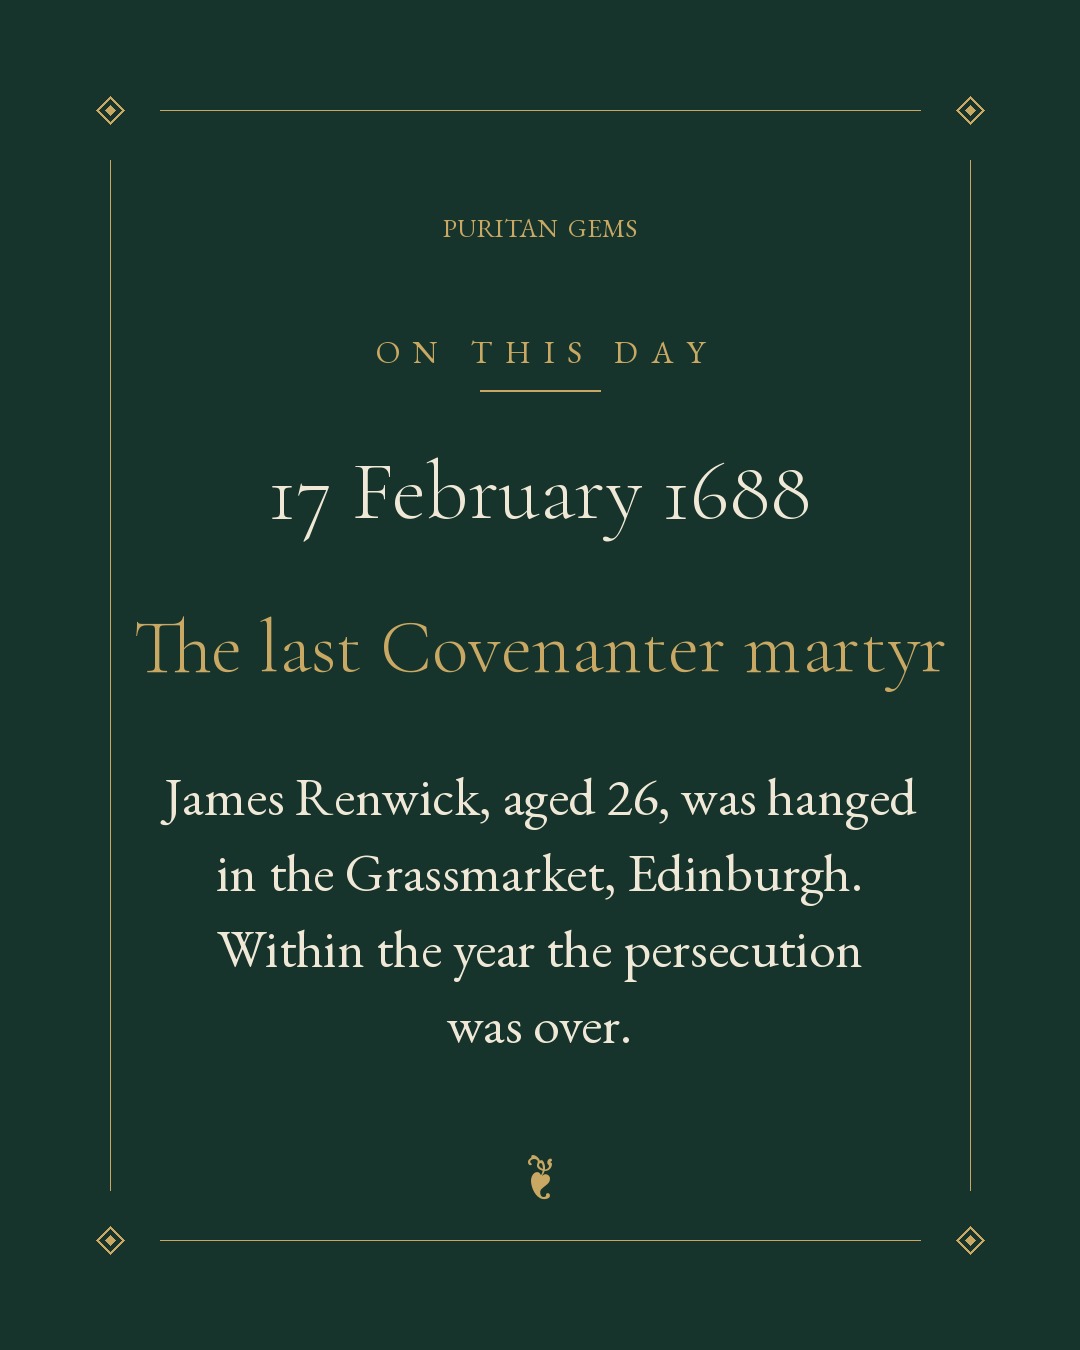 PURITAN GEMS
ON THIS DAY
17 February 1688
The last Covenanter martyr
James Renwick, aged 26, was hanged
in the Grassmarket, Edinburgh.
Within the year the persecution
was over.